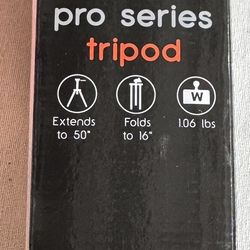 pro series
tripod
W
Extends Folds 1.06 lbs
to 50" to 16"